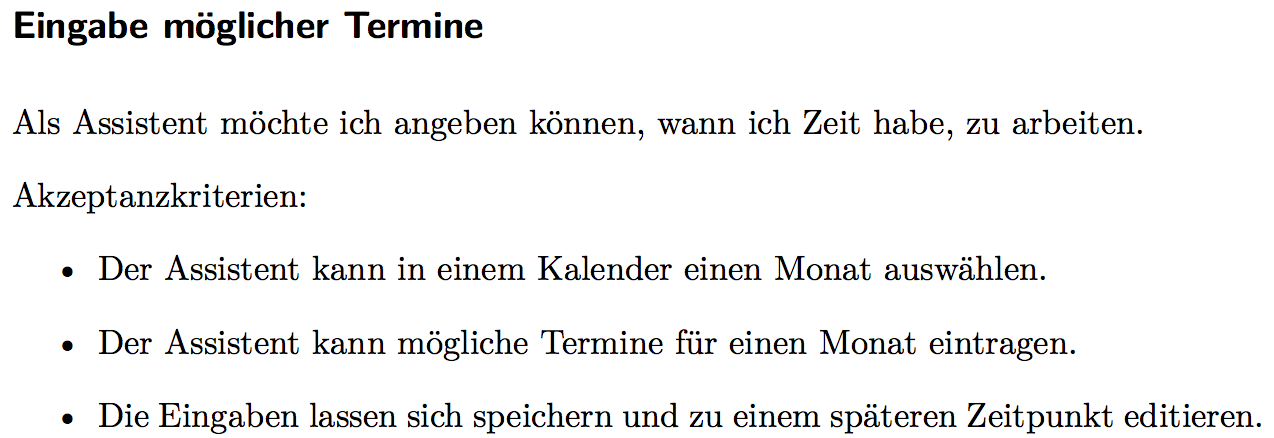 Eingabe möglicher Termine
Als Assistent möchte ich angeben können, wann ich Zeit habe, zu arbeiten.
Akzeptanzkriterien:
• Der Assistent kann in einem Kalender einen Monat auswählen.
• Der Assistent kann mögliche Termine für einen Monat eintragen.
• Die Eingaben lassen sich speichern und zu einem späteren Zeitpunkt editieren.